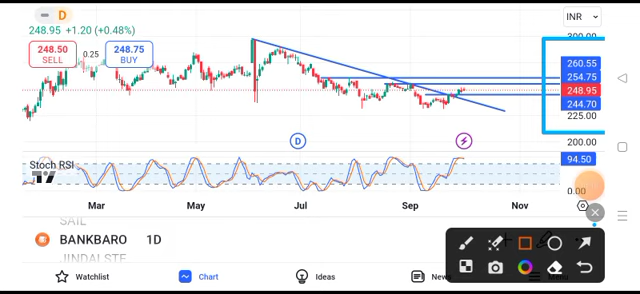 D INR
248.95 +1.20 (+0.48%)
300.00
248.50 0.25 248.75
SELL BUY
260.55
254.75
248.95
244.70
225.00
200.00
D
Stoch RSI
94.50
0.00
Mar May Jul Sep Nov
SAIL
BANKBARO 1D
JINDALSTE
Watchlist Chart Ideas News Menu